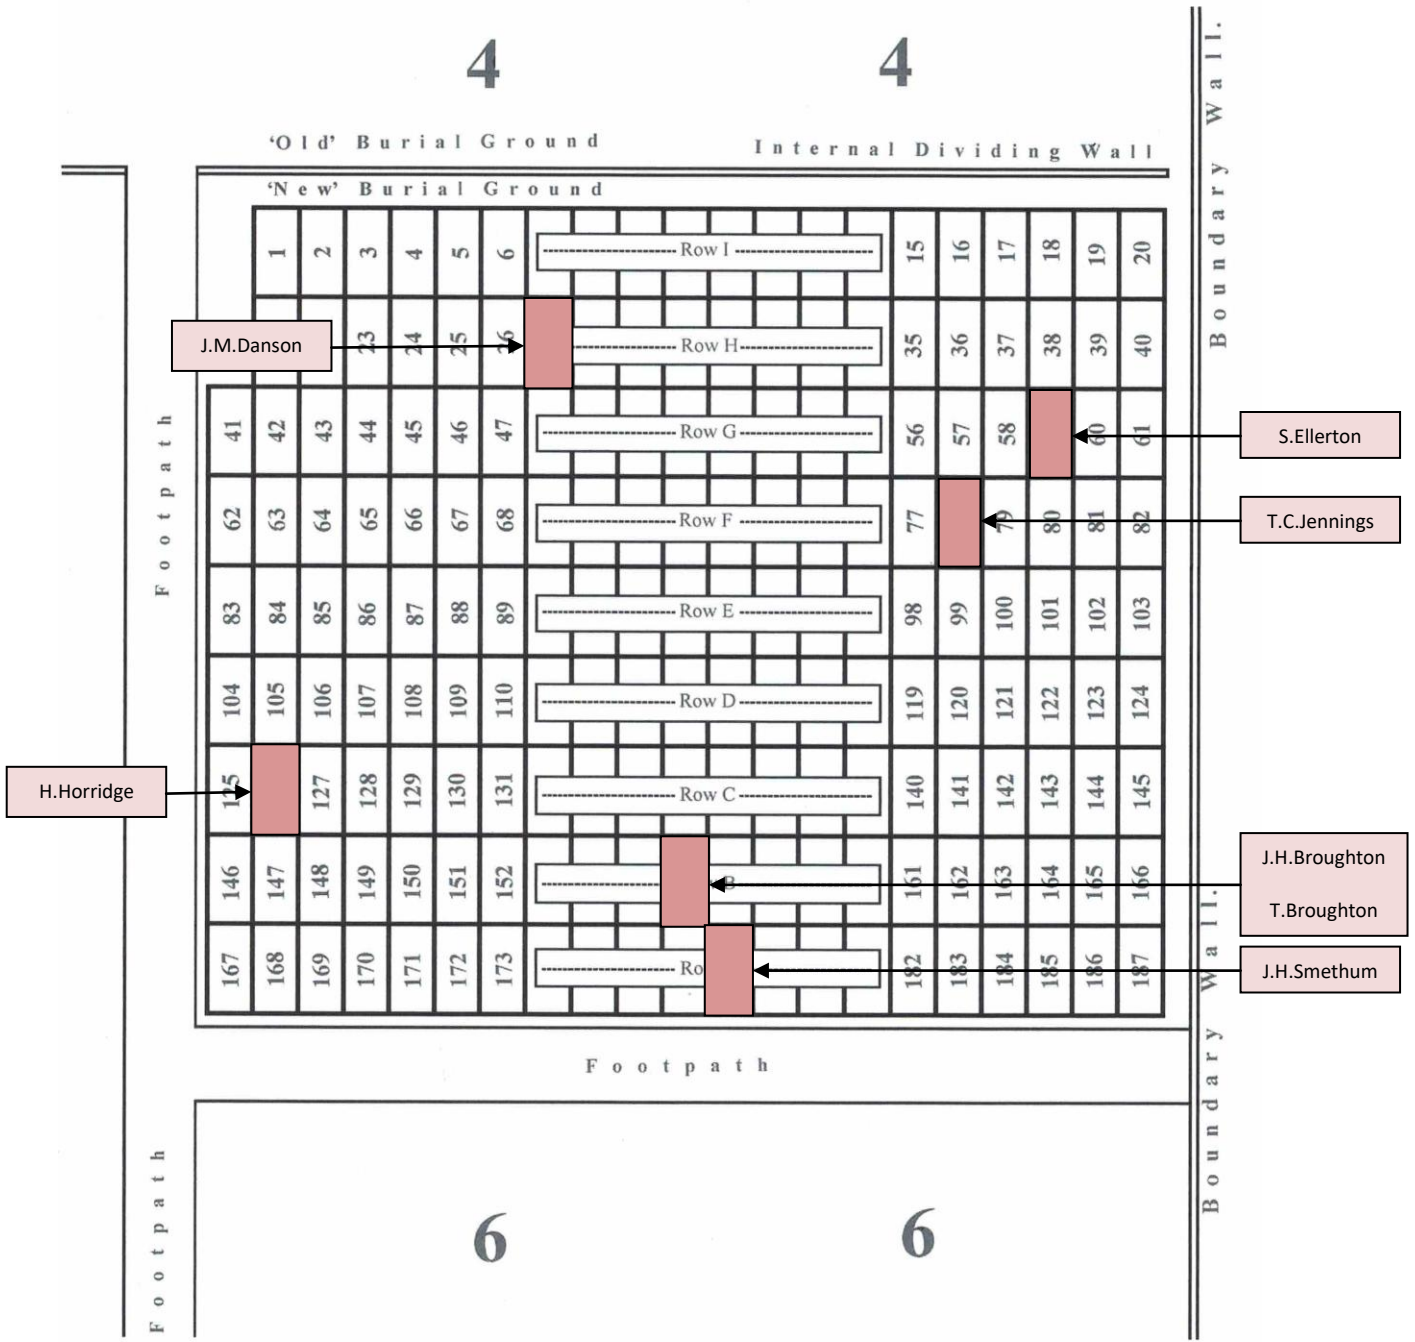 4 4
‘Old’ Burial Ground Internal Dividing Wall
‘New’ Burial Ground
Boundary Wall.
1 2 3 4 5 6 Row I 15 16 17 18 19 20
J.M.Danson 23 24 25 26 Row H 35 36 37 38 39 40
41 42 43 44 45 46 47 Row G 56 57 58 60 61 S.Ellerton
Footpath
62 63 64 65 66 67 68 Row F 77 79 80 81 82 T.C.Jennings
83 84 85 86 87 88 89 Row E 98 99 100 101 102 103
104 105 106 107 108 109 110 Row D 119 120 121 122 123 124
H.Horridge 125 127 128 129 130 131 Row C 140 141 142 143 144 145
J.H.Broughton
146 147 148 149 150 151 152 B 161 162 163 164 165 166
T.Broughton
167 168 169 170 171 172 173 Ro 182 183 184 185 186 187 J.H.Smethum
Boundary Wall.
Footpath
Footpath
6 6